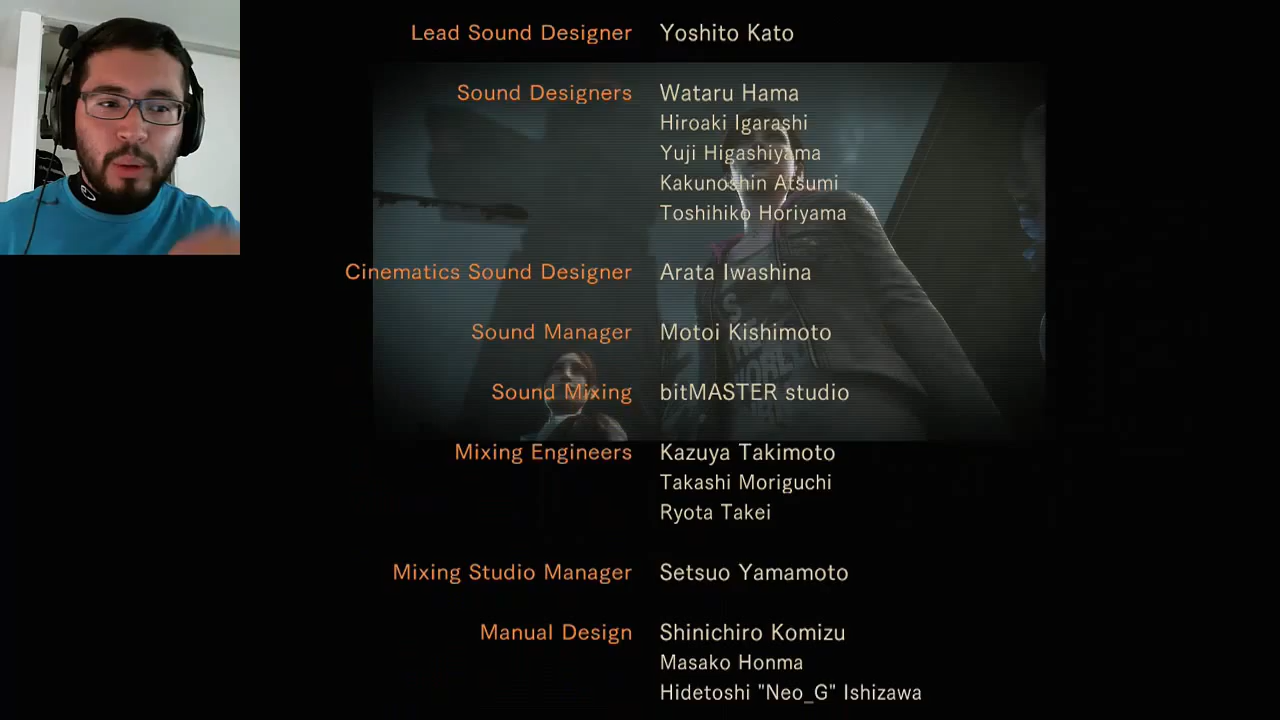 Lead Sound Designer Yoshito Kato
Sound Designers Wataru Hama
Hiroaki Igarashi
Yuji Higashiyama
Kakunoshin Atsumi
Toshihiko Horiyama
Cinematics Sound Designer Arata Iwashina
Sound Manager Motoi Kishimoto
Sound Mixing bitMASTER studio
Mixing Engineers Kazuya Takimoto
Takashi Moriguchi
Ryota Takei
Mixing Studio Manager Setsuo Yamamoto
Manual Design Shinichiro Komizu
Masako Honma
Hidetoshi "Neo_G" Ishizawa